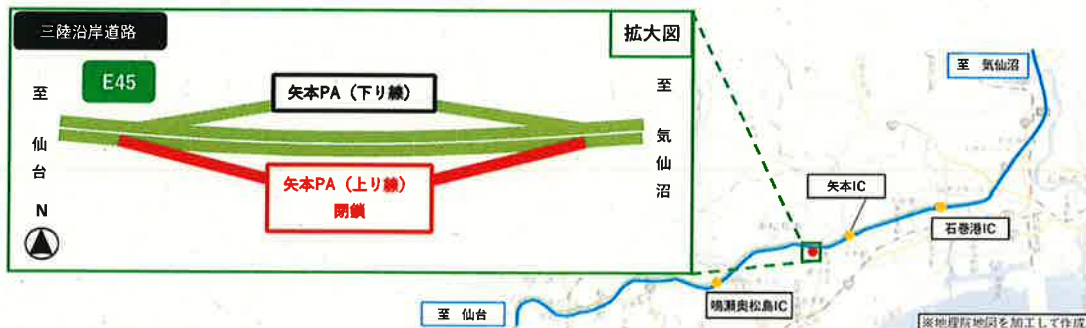 三陸沿岸道路
拡大図
E45
至 仙台
N
矢本PA（下り線）
矢本PA（上り線）
閉鎖
至 気仙沼
至 気仙沼
矢本IC
石巻港IC
鳴瀬奥松島IC
至 仙台
※地理院地図を加工して作成